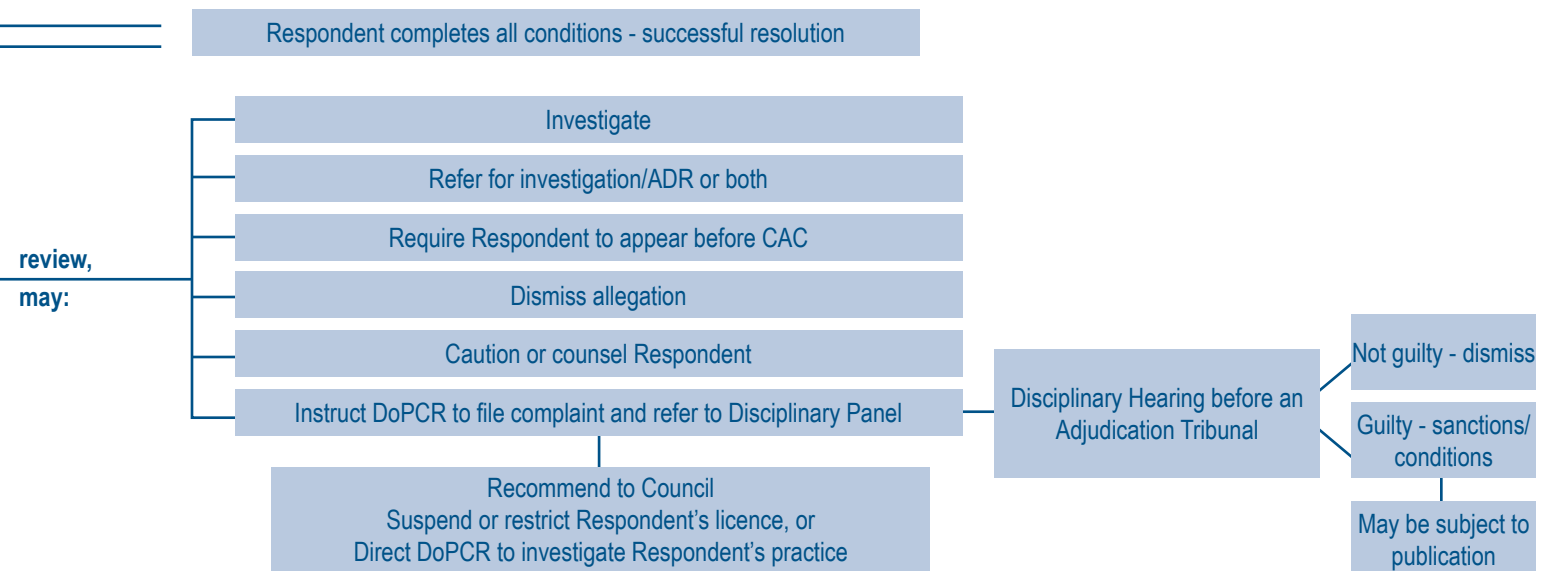 Respondent completes all conditions - successful resolution
review,
may:
Investigate
Refer for investigation/ADR or both
Require Respondent to appear before CAC
Dismiss allegation
Caution or counsel Respondent
Instruct DoPCR to file complaint and refer to Disciplinary Panel
Recommend to Council
Suspend or restrict Respondent's licence, or
Direct DoPCR to investigate Respondent's practice
Disciplinary Hearing before an
Adjudication Tribunal
Not guilty - dismiss
Guilty - sanctions/
conditions
May be subject to
publication